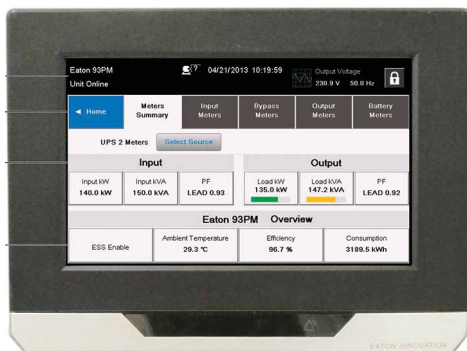 Eaton 93PM
04/21/2013 10:19:59
Output Voltage
Unit Online
230.9 V 50.0 Hz
◄ Home
Meters Summary
Input Meters
Bypass Meters
Output Meters
Battery Meters
UPS 2 Meters
Select Source
Input
Output
Input kW
140.0 kW
Input kVA
150.0 kVA
PF
LEAD 0.93
Load kW
135.0 kW
Load kVA
147.2 kVA
PF
LEAD 0.92
Eaton 93PM Overview
ESS Enable
Ambient Temperature
29.3 °C
Efficiency
96.7 %
Consumption
3189.5 kWh
EATON INNOVATION